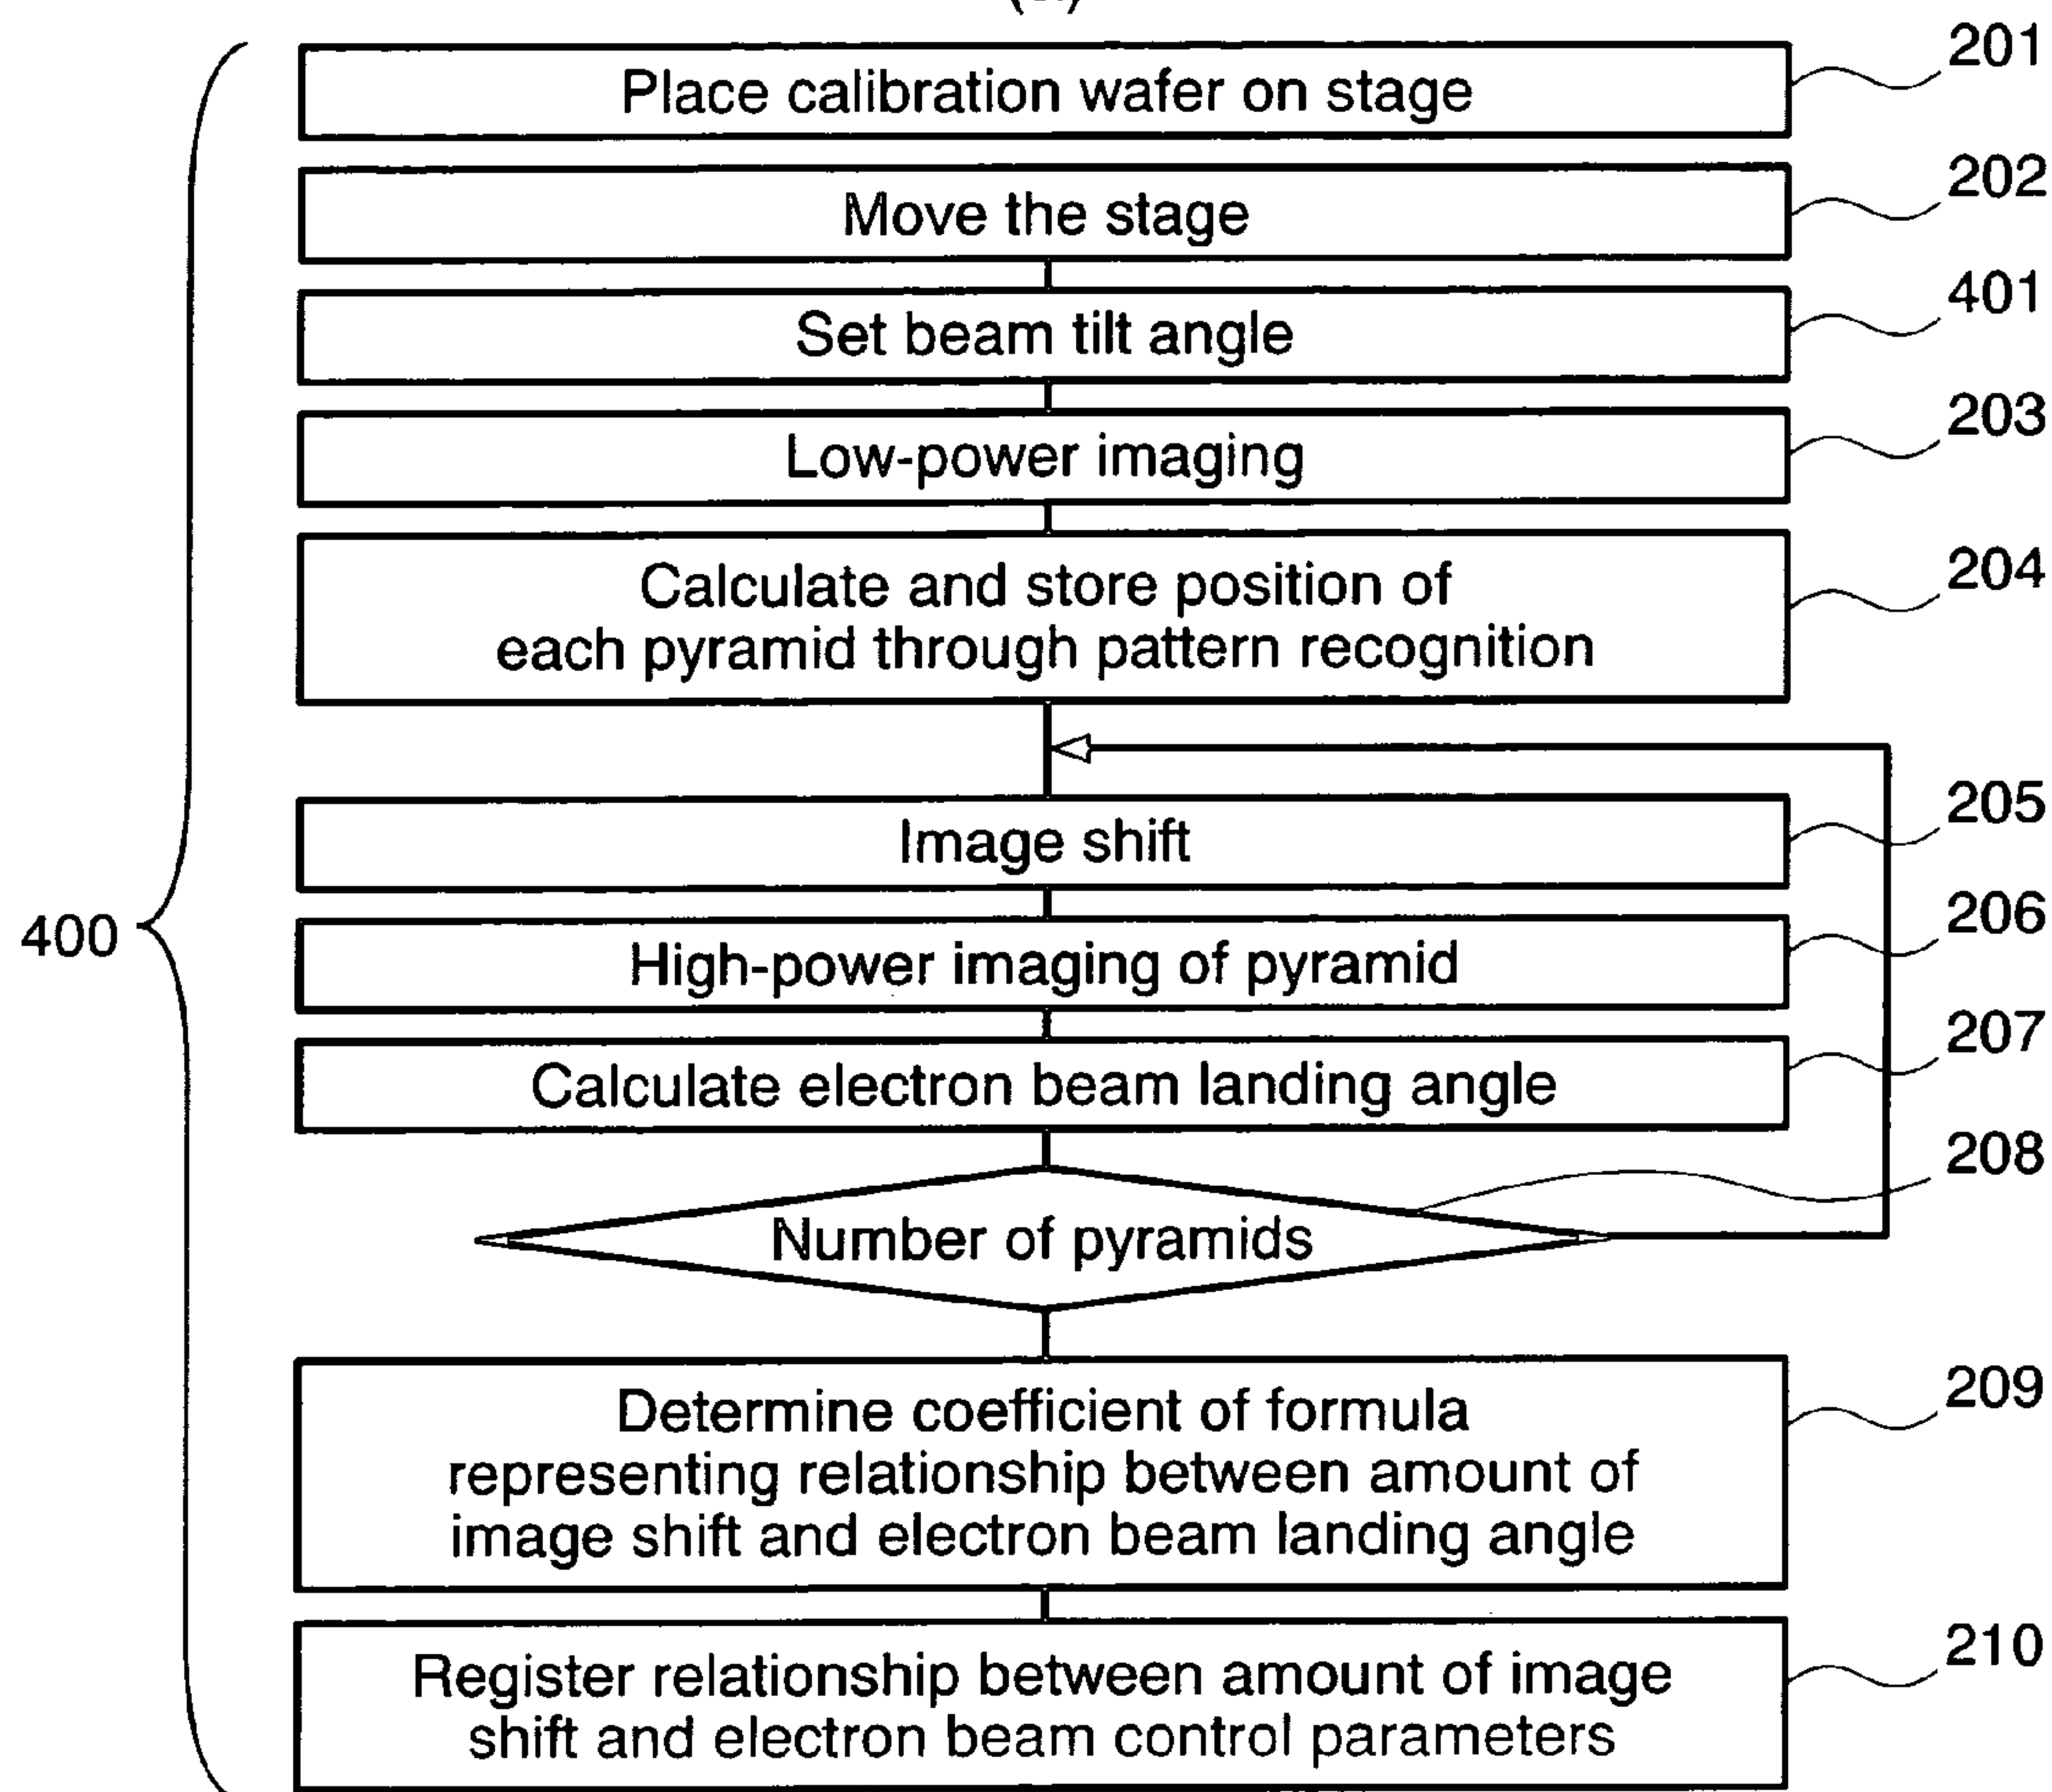 Place calibration wafer on stage
201
Move the stage
202
Set beam tilt angle
401
Low-power imaging
203
Calculate and store position of
each pyramid through pattern recognition
204
Image shift
205
High-power imaging of pyramid
206
Calculate electron beam landing angle
207
Number of pyramids
208
Determine coefficient of formula
representing relationship between amount of
image shift and electron beam landing angle
209
Register relationship between amount of image
shift and electron beam control parameters
210
400